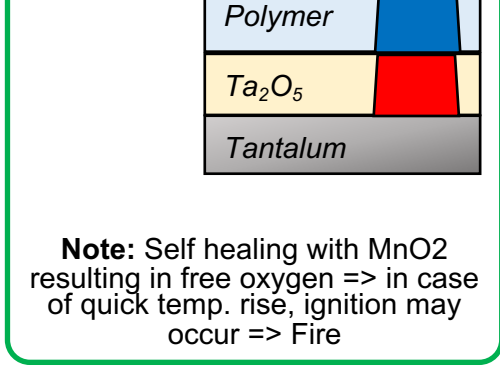 Polymer
Ta₂O₅
Tantalum
Note: Self healing with MnO2
resulting in free oxygen => in case
of quick temp. rise, ignition may
occur => Fire